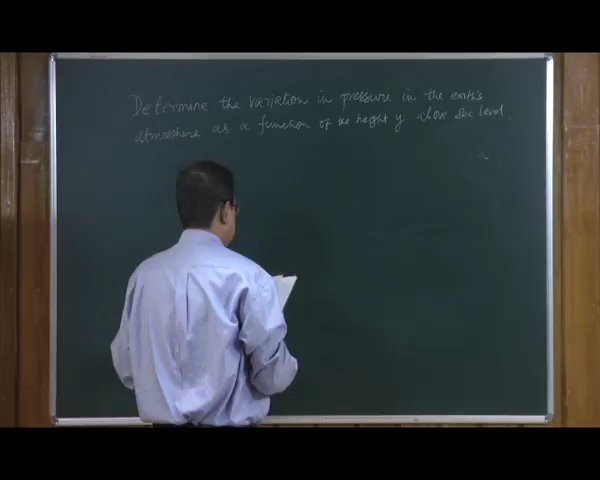 Determine the variation in pressure in the earth's
atmosphere as a function of the height y above sea level.